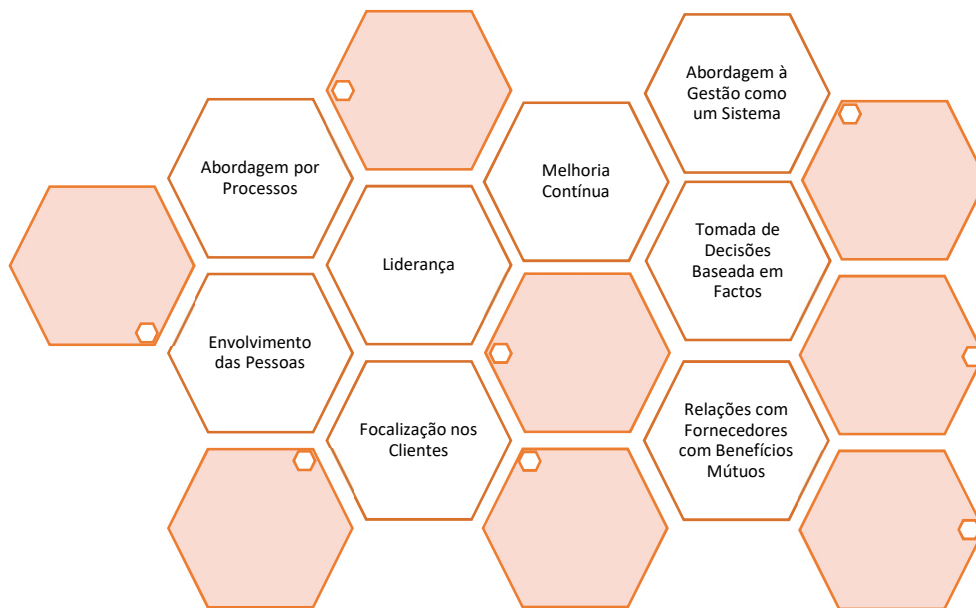 Abordagem à
Gestão como
um Sistema
Abordagem por
Processos
Melhoria
Contínua
Liderança
Tomada de
Decisões
Baseada em
Factos
Envolvimento
das Pessoas
Focalização nos
Clientes
Relações com
Fornecedores
com Benefícios
Mútuos